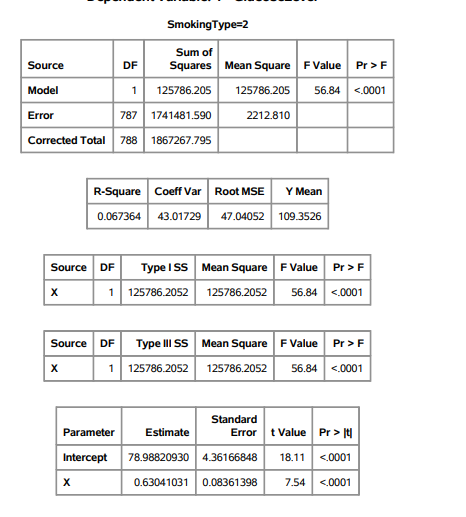 SmokingType=2
Source DF Sum of Squares Mean Square F Value Pr > F
Model 1 125786.205 125786.205 56.84 <.0001
Error 787 1741481.590 2212.810
Corrected Total 788 1867267.795
R-Square Coeff Var Root MSE Y Mean
0.067364 43.01729 47.04052 109.3526
Source DF Type I SS Mean Square F Value Pr > F
X 1 125786.2052 125786.2052 56.84 <.0001
Source DF Type III SS Mean Square F Value Pr > F
X 1 125786.2052 125786.2052 56.84 <.0001
Parameter Estimate Standard Error t Value Pr > |t|
Intercept 78.98820930 4.36166848 18.11 <.0001
X 0.63041031 0.08361398 7.54 <.0001